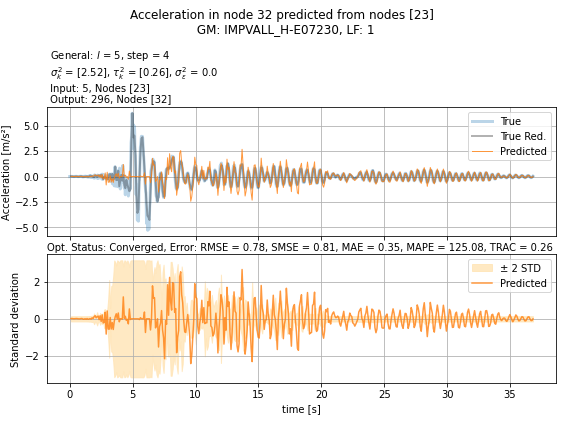 Acceleration in node 32 predicted from nodes [23]
GM: IMPVALL_H-E07230, LF: 1
General: l = 5, step = 4
σ²ₖ = [2.52], τ²ₖ = [0.26], σ²ε = 0.0
Input: 5, Nodes [23]
Output: 296, Nodes [32]
Acceleration [m/s²]
5.0
2.5
0.0
−2.5
−5.0
True
True Red.
Predicted
Opt. Status: Converged, Error: RMSE = 0.78, SMSE = 0.81, MAE = 0.35, MAPE = 125.08, TRAC = 0.26
Standard deviation
2
0
−2
± 2 STD
Predicted
0 5 10 15 20 25 30 35
time [s]